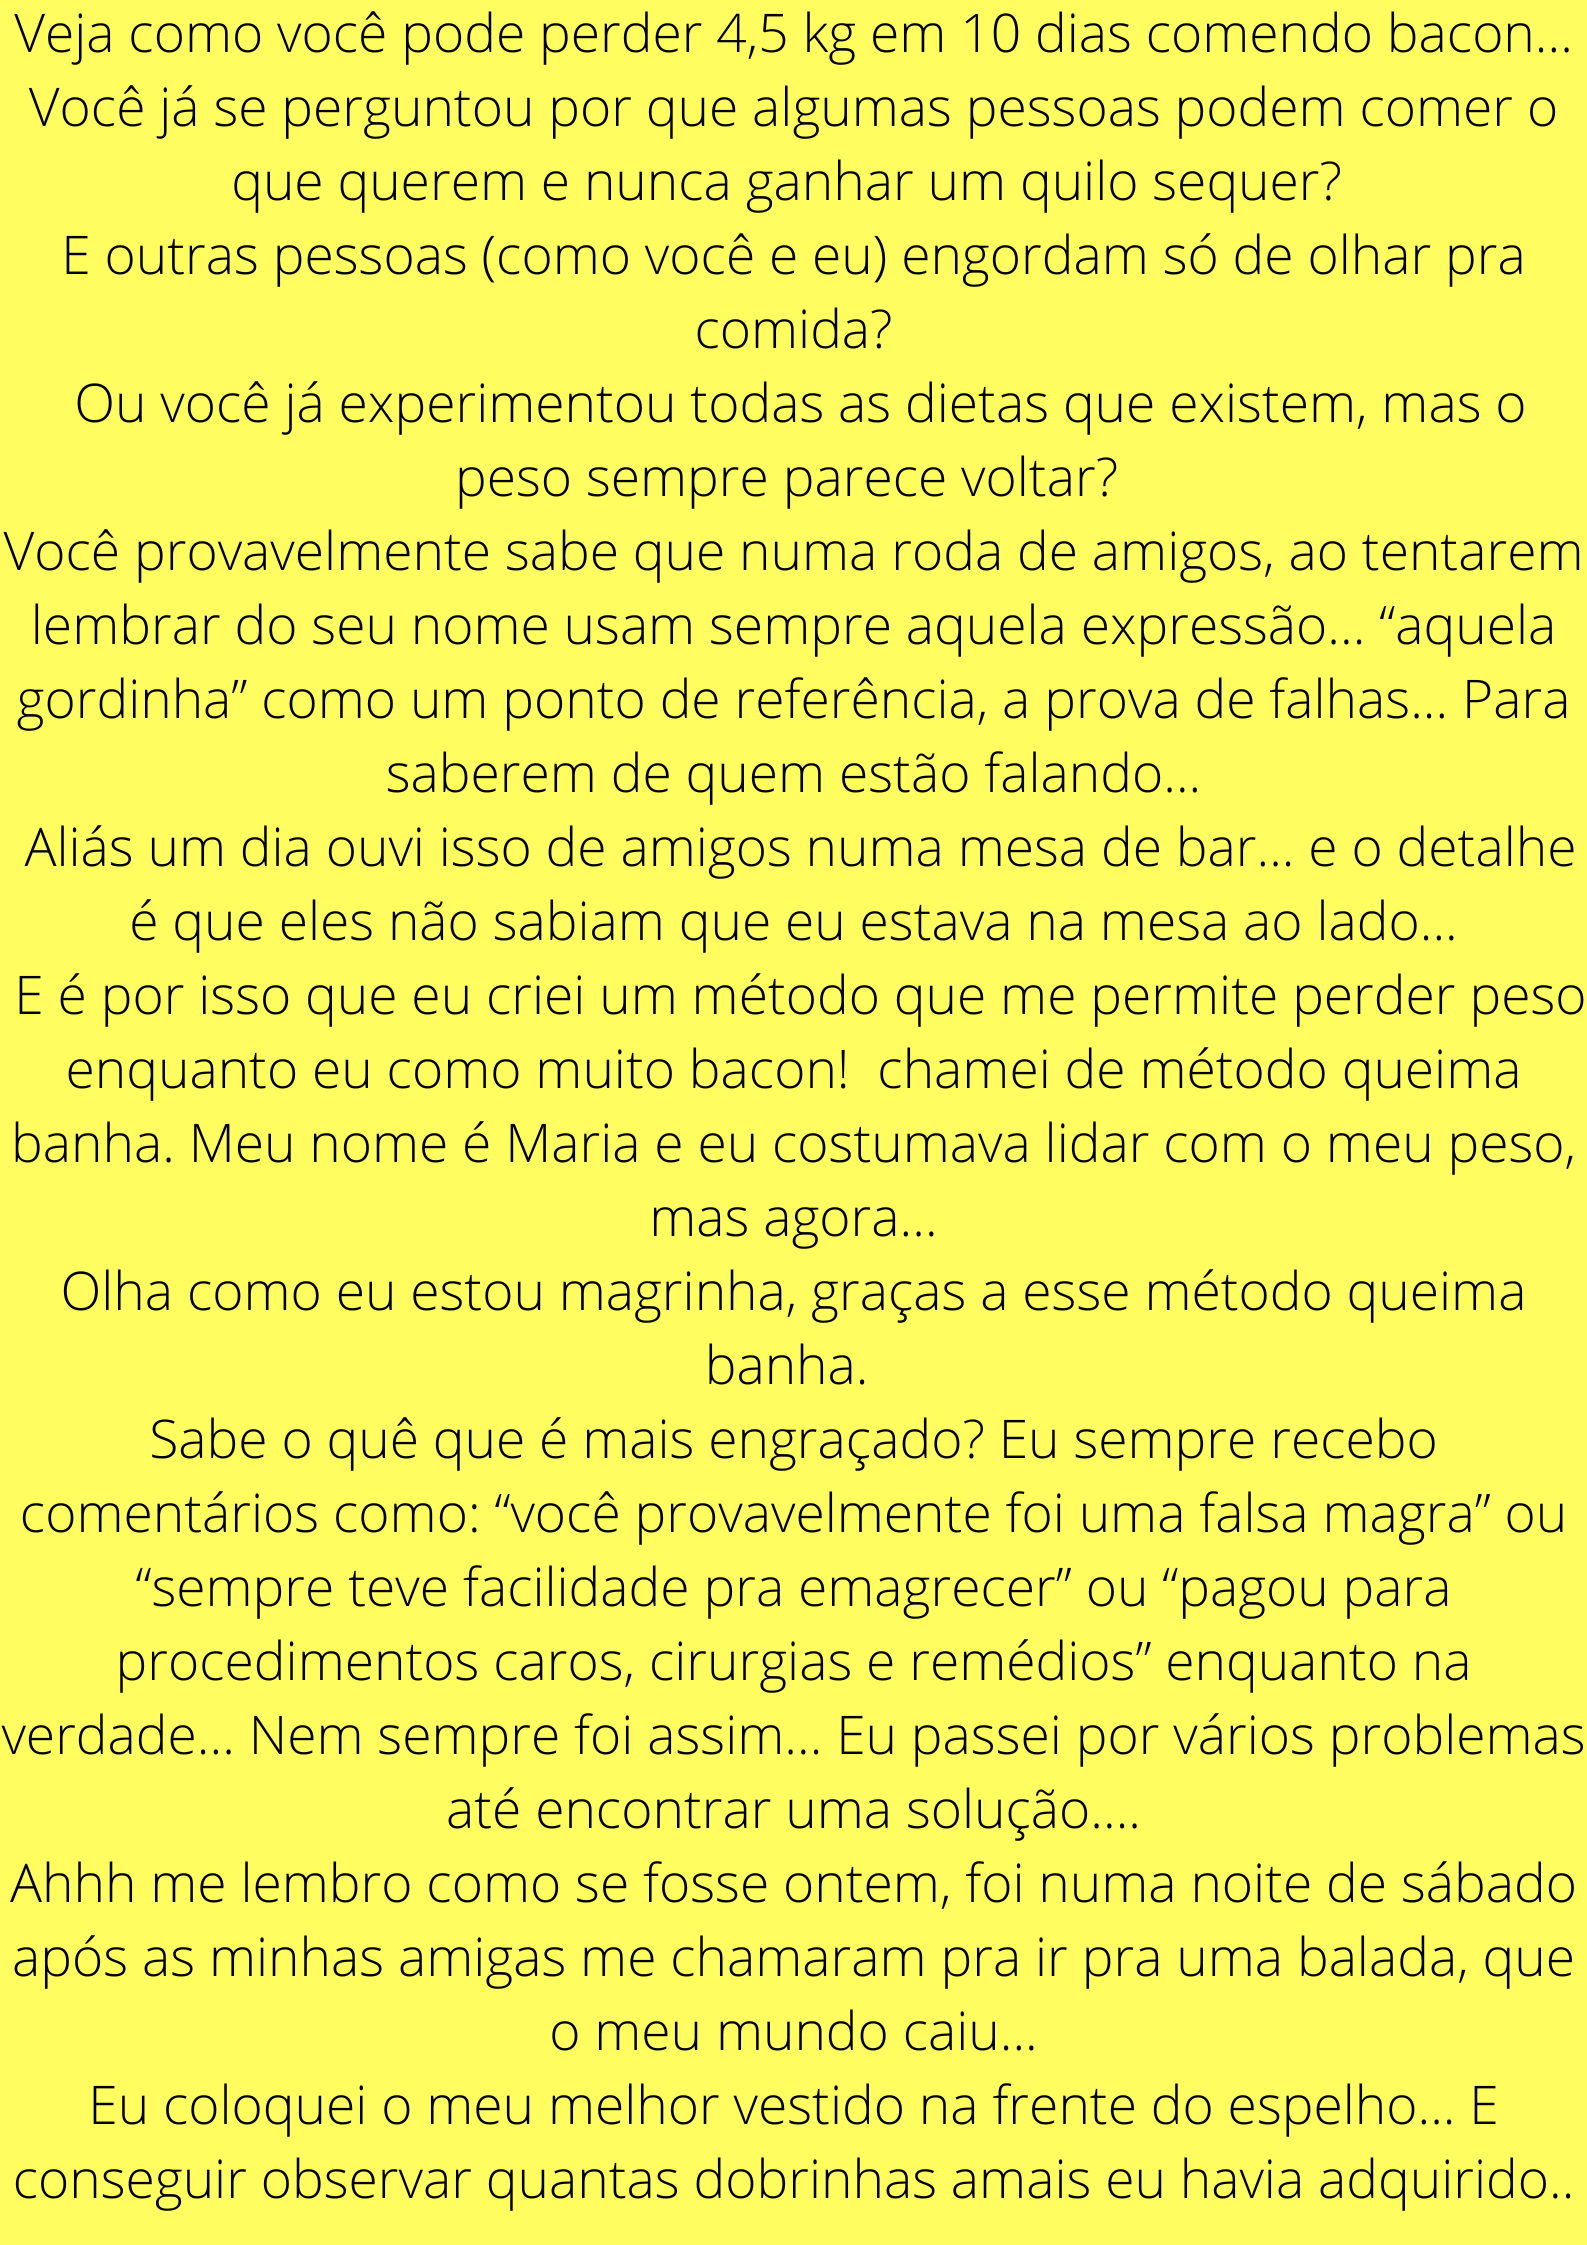 Veja como você pode perder 4,5 kg em 10 dias comendo bacon...
Você já se perguntou por que algumas pessoas podem comer o
que querem e nunca ganhar um quilo sequer?
E outras pessoas (como você e eu) engordam só de olhar pra
comida?
Ou você já experimentou todas as dietas que existem, mas o
peso sempre parece voltar?
Você provavelmente sabe que numa roda de amigos, ao tentarem
lembrar do seu nome usam sempre aquela expressão... “aquela
gordinha” como um ponto de referência, a prova de falhas... Para
saberem de quem estão falando...
Aliás um dia ouvi isso de amigos numa mesa de bar... e o detalhe
é que eles não sabiam que eu estava na mesa ao lado...
E é por isso que eu criei um método que me permite perder peso
enquanto eu como muito bacon!  chamei de método queima
banha. Meu nome é Maria e eu costumava lidar com o meu peso,
mas agora...
Olha como eu estou magrinha, graças a esse método queima
banha.
Sabe o quê que é mais engraçado? Eu sempre recebo
comentários como: “você provavelmente foi uma falsa magra” ou
“sempre teve facilidade pra emagrecer” ou “pagou para
procedimentos caros, cirurgias e remédios” enquanto na
verdade... Nem sempre foi assim... Eu passei por vários problemas
até encontrar uma solução....
Ahhh me lembro como se fosse ontem, foi numa noite de sábado
após as minhas amigas me chamaram pra ir pra uma balada, que
o meu mundo caiu...
Eu coloquei o meu melhor vestido na frente do espelho... E
conseguir observar quantas dobrinhas amais eu havia adquirido..